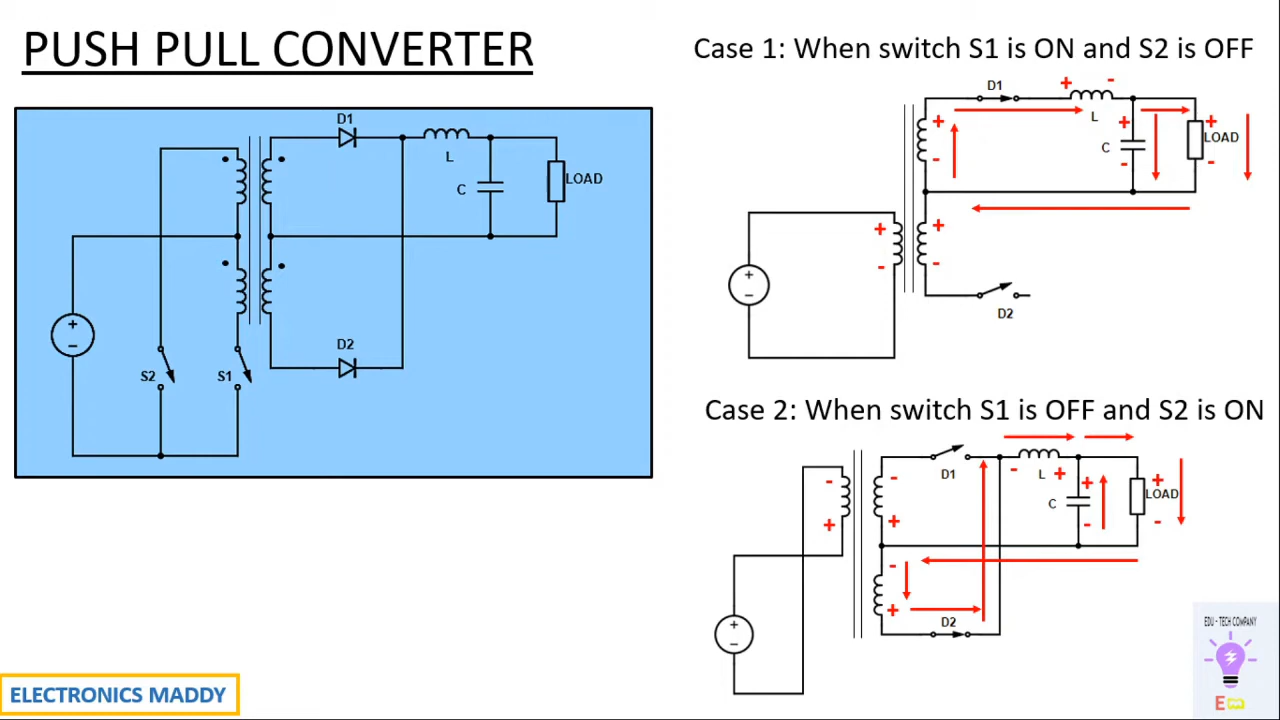 PUSH PULL CONVERTER
D1
L
C
LOAD
D2
S2
S1
+
−
Case 1: When switch S1 is ON and S2 is OFF
D1
+ -
L
+
-
+
C
-
+
LOAD
-
+
-
+
-
+
−
D2
Case 2: When switch S1 is OFF and S2 is ON
D1
- L +
-
+
-
+
C
+
-
+
LOAD
-
-
+
D2
+
−
EDU - TECH COMPANY
Em
ELECTRONICS MADDY